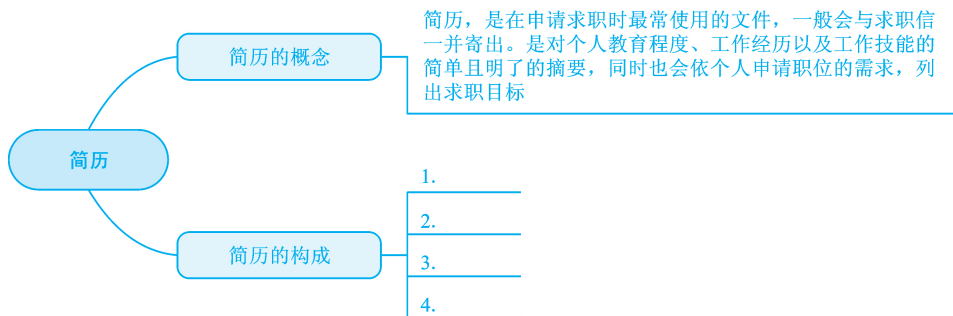 简历，是在申请求职时最常使用的文件，一般会与求职信
一并寄出。是对个人教育程度、工作经历以及工作技能的
简单且明了的摘要，同时也会依个人申请职位的需求，列
出求职目标
简历的概念
简历
1.
2.
简历的构成
3.
4.